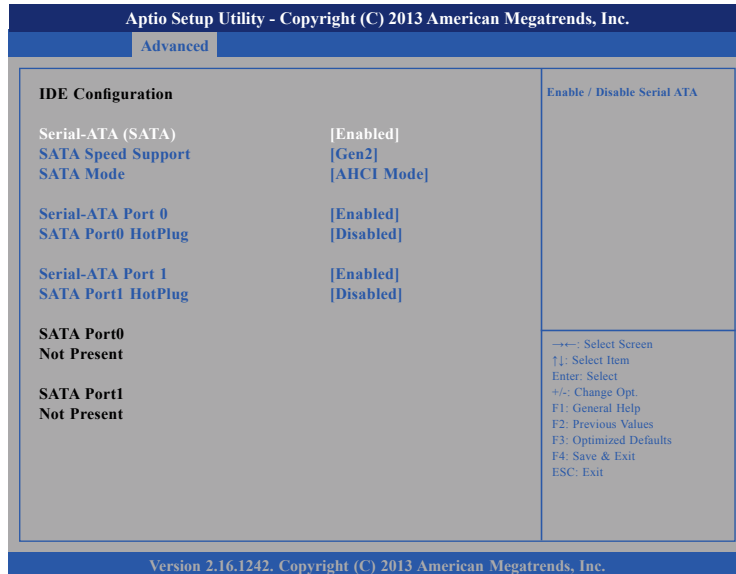 Aptio Setup Utility - Copyright (C) 2013 American Megatrends, Inc.
Advanced
IDE Configuration
Serial-ATA (SATA) [Enabled]
SATA Speed Support [Gen2]
SATA Mode [AHCI Mode]
Serial-ATA Port 0 [Enabled]
SATA Port0 HotPlug [Disabled]
Serial-ATA Port 1 [Enabled]
SATA Port1 HotPlug [Disabled]
SATA Port0
Not Present
SATA Port1
Not Present
Enable / Disable Serial ATA
→←: Select Screen
↑↓: Select Item
Enter: Select
+/-: Change Opt.
F1: General Help
F2: Previous Values
F3: Optimized Defaults
F4: Save & Exit
ESC: Exit
Version 2.16.1242. Copyright (C) 2013 American Megatrends, Inc.